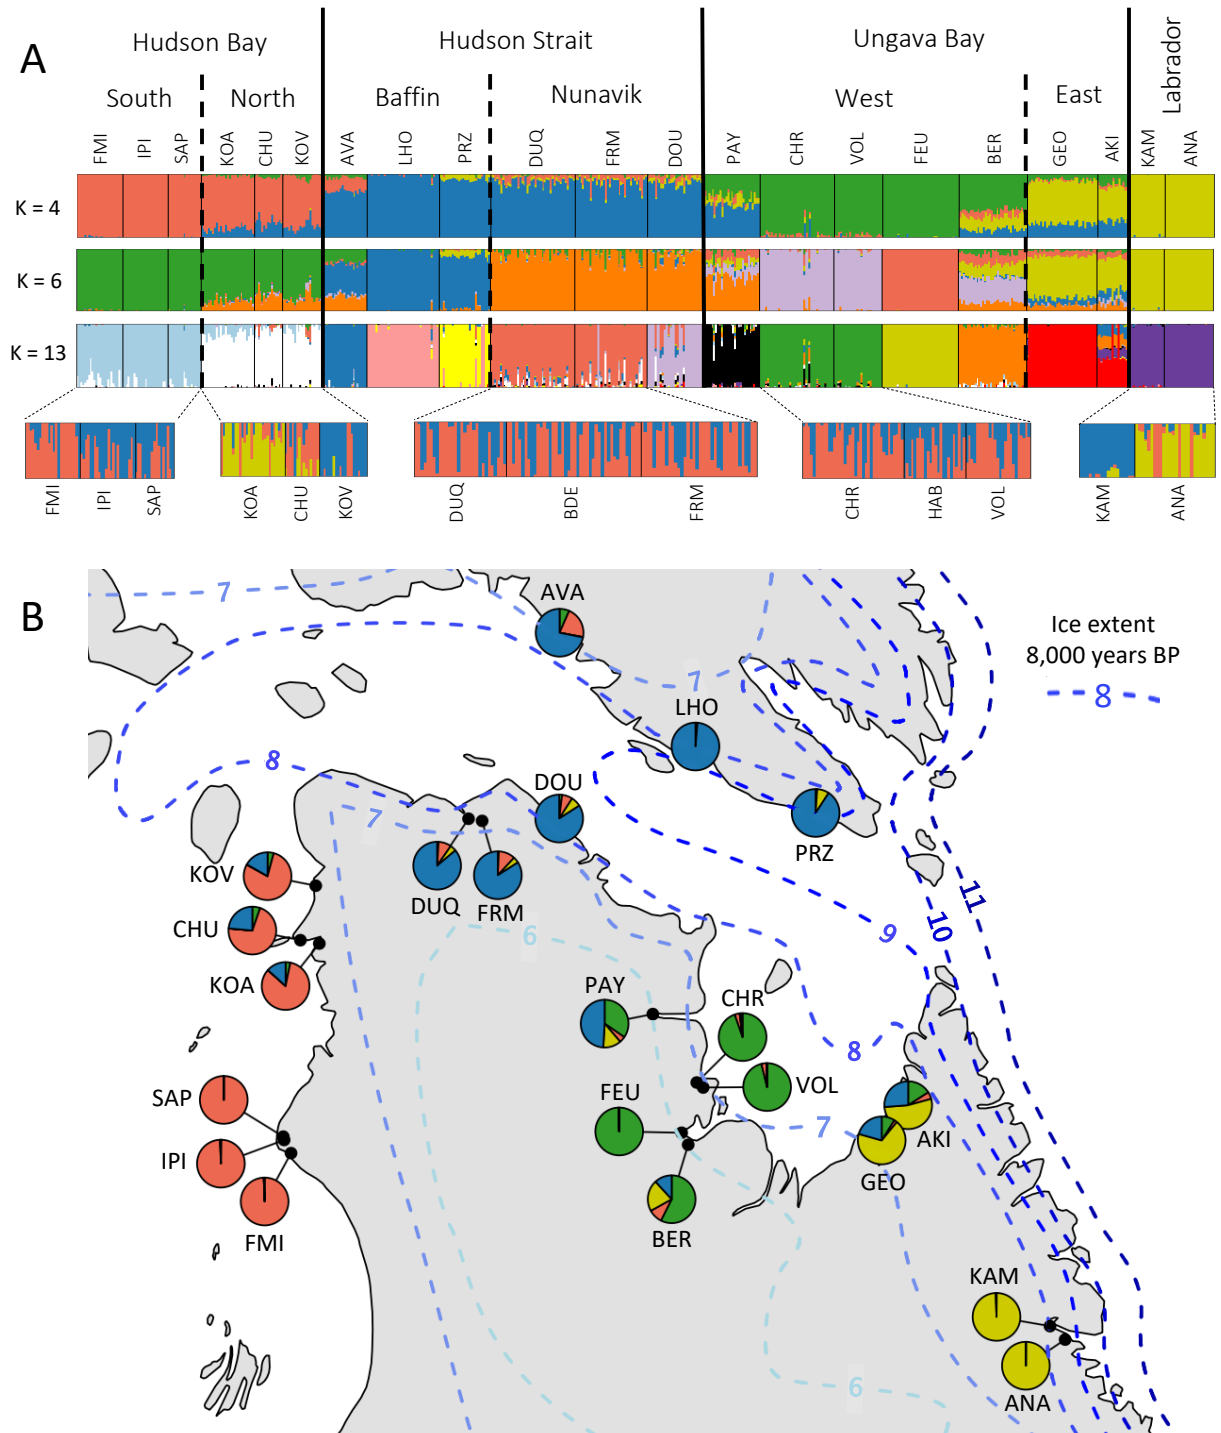 A
Hudson Bay
Hudson Strait
Ungava Bay
Labrador
South
North
Baffin
Nunavik
West
East
FMI
IPI
SAP
KOA
CHU
KOV
AVA
LHO
PRZ
DUQ
FRM
DOU
PAY
CHR
VOL
FEU
BER
GEO
AKI
KAM
ANA
K = 4
K = 6
K = 13
FMI
IPI
SAP
KOA
CHU
KOV
DUQ
BDE
FRM
CHR
HAB
VOL
KAM
ANA
B
7
AVA
Ice extent
8,000 years BP
8
7
LHO
8
DOU
7
PRZ
KOV
DUQ
FRM
11
10
CHU
6
9
KOA
PAY
CHR
8
SAP
FEU
VOL
7
AKI
IPI
GEO
FMI
BER
KAM
6
ANA